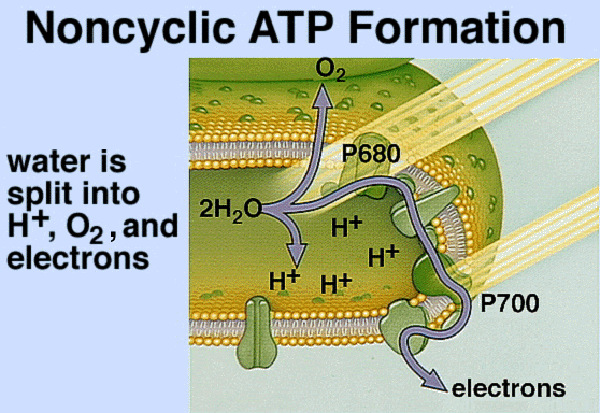 Noncyclic ATP Formation
O₂
water is
split into
H⁺, O₂, and
electrons
P680
2H₂O
H⁺
H⁺
H⁺
H⁺
P700
electrons